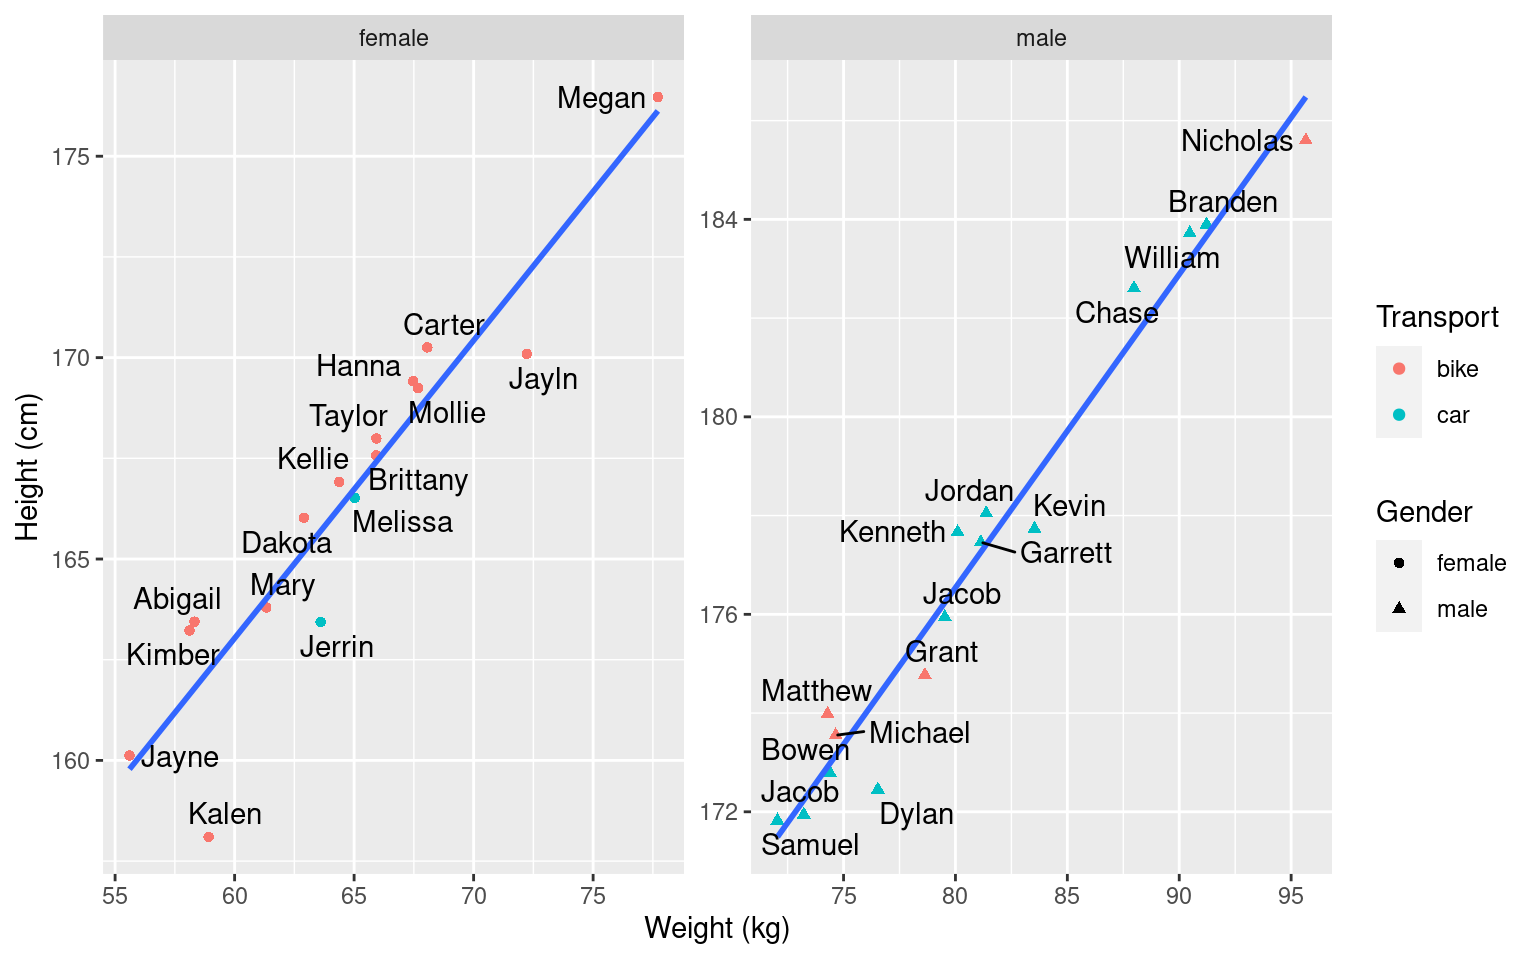 female
male
Megan
Carter
Hanna
Jayln
Mollie
Taylor
Kellie
Brittany
Melissa
Dakota
Mary
Abigail
Kimber
Jerrin
Jayne
Kalen
Nicholas
Branden
William
Chase
Jordan
Kevin
Kenneth
Garrett
Jacob
Grant
Matthew
Michael
Bowen
Jacob
Dylan
Samuel
175
170
165
160
184
180
176
172
55 60 65 70 75
75 80 85 90 95
Height (cm)
Weight (kg)
Transport
bike
car
Gender
female
male